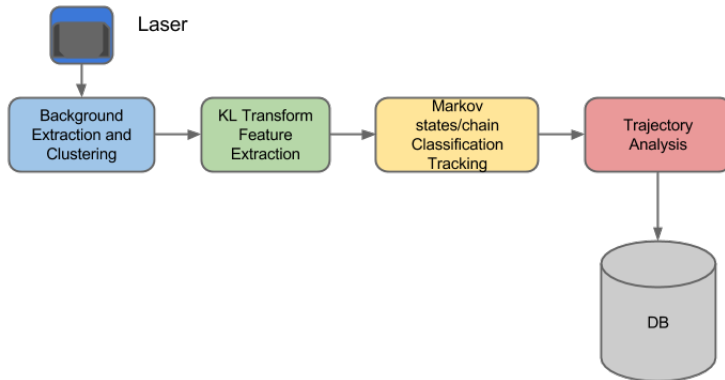 Laser
Background
Extraction and
Clustering
KL Transform
Feature
Extraction
Markov
states/chain
Classification
Tracking
Trajectory
Analysis
DB